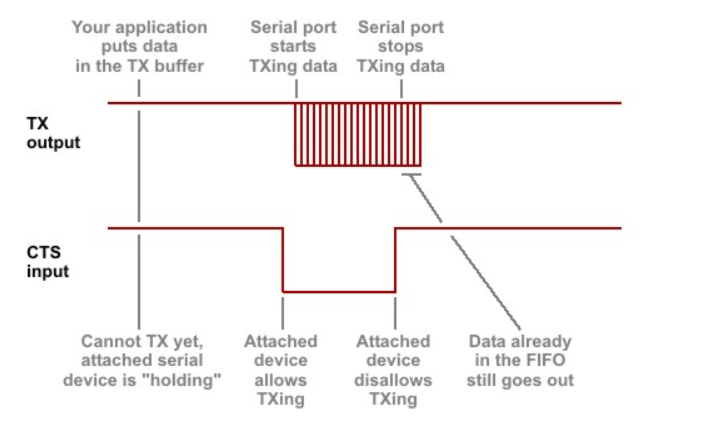 Your application
puts data
in the TX buffer
Serial port
starts
TXing data
Serial port
stops
TXing data
TX
output
CTS
input
Cannot TX yet,
attached serial
device is "holding"
Attached
device
allows
TXing
Attached
device
disallows
TXing
Data already
in the FIFO
still goes out